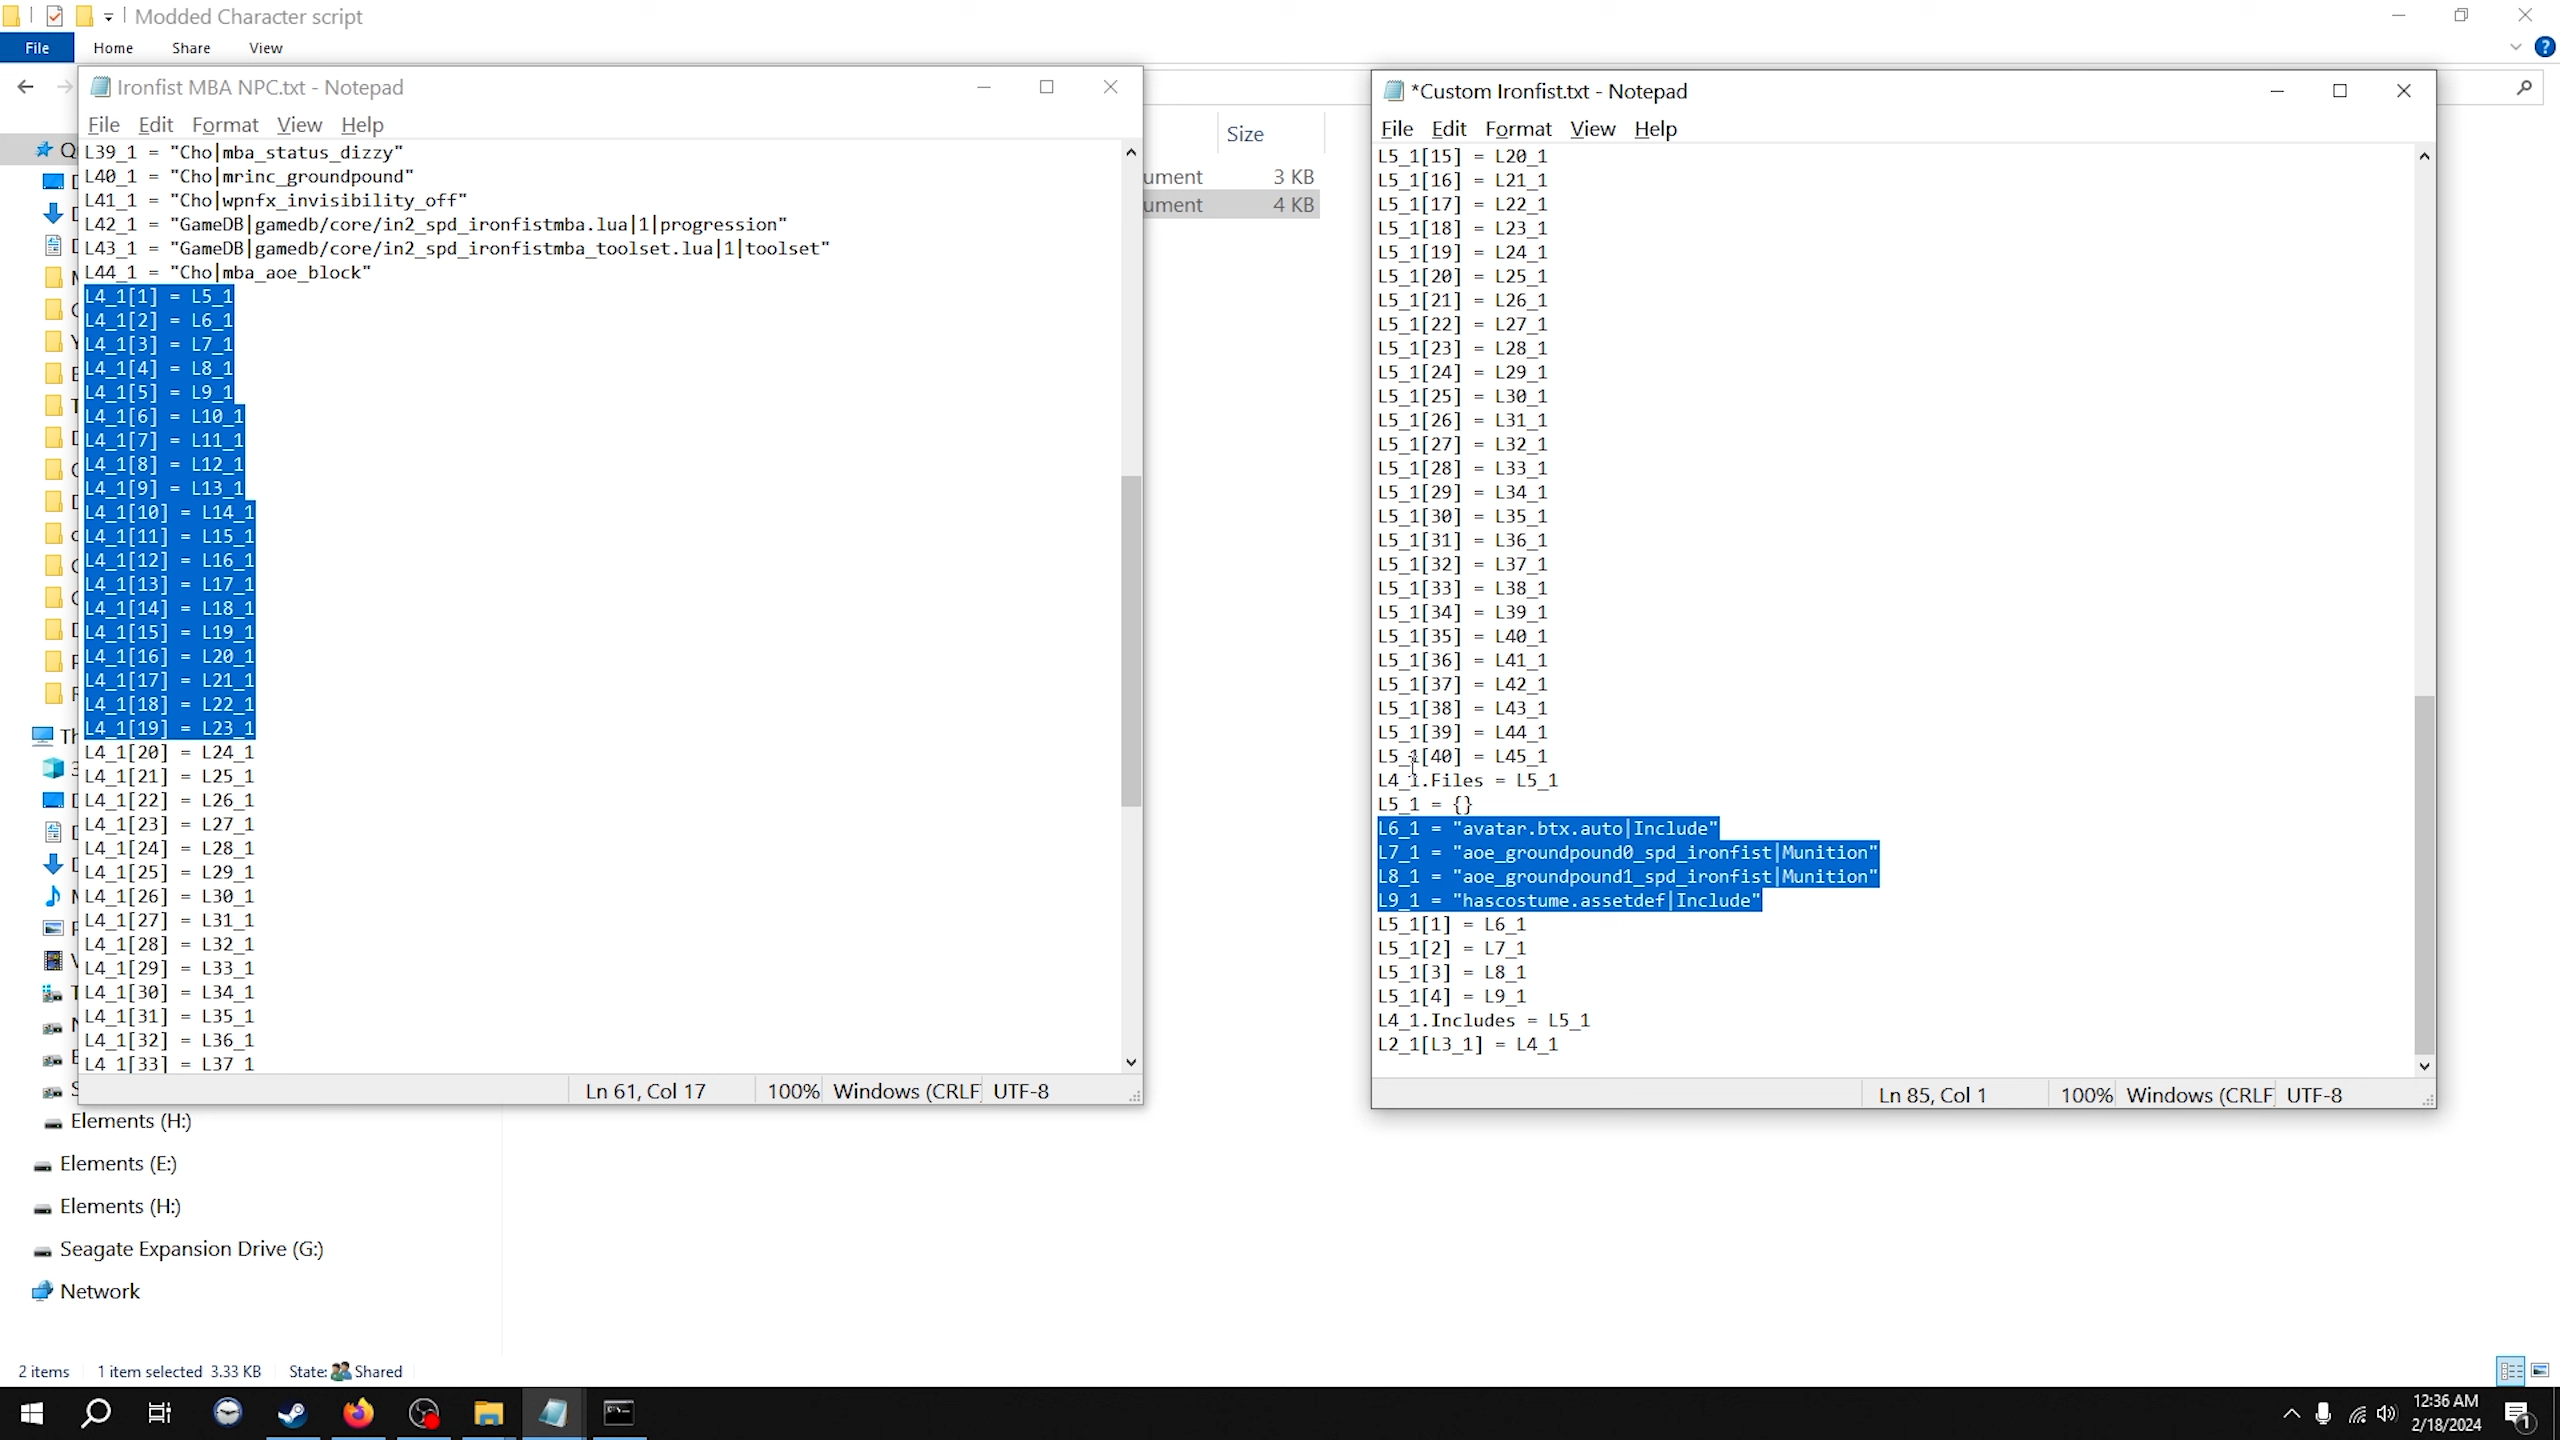 Modded Character script
File Home Share View
Ironfist MBA NPC.txt - Notepad
File Edit Format View Help
L39_1 = "Cho|mba_status_dizzy"
L40_1 = "Cho|mrinc_groundpound"
L41_1 = "Cho|wpnfx_invisibility_off"
L42_1 = "GameDB|gamedb/core/in2_spd_ironfistmba.lua|1|progression"
L43_1 = "GameDB|gamedb/core/in2_spd_ironfistmba_toolset.lua|1|toolset"
L44_1 = "Cho|mba_aoe_block"
L4_1[1] = L5_1
L4_1[2] = L6_1
L4_1[3] = L7_1
L4_1[4] = L8_1
L4_1[5] = L9_1
L4_1[6] = L10_1
L4_1[7] = L11_1
L4_1[8] = L12_1
L4_1[9] = L13_1
L4_1[10] = L14_1
L4_1[11] = L15_1
L4_1[12] = L16_1
L4_1[13] = L17_1
L4_1[14] = L18_1
L4_1[15] = L19_1
L4_1[16] = L20_1
L4_1[17] = L21_1
L4_1[18] = L22_1
L4_1[19] = L23_1
L4_1[20] = L24_1
L4_1[21] = L25_1
L4_1[22] = L26_1
L4_1[23] = L27_1
L4_1[24] = L28_1
L4_1[25] = L29_1
L4_1[26] = L30_1
L4_1[27] = L31_1
L4_1[28] = L32_1
L4_1[29] = L33_1
L4_1[30] = L34_1
L4_1[31] = L35_1
L4_1[32] = L36_1
L4_1[33] = L37_1
Ln 61, Col 17 100% Windows (CRLF UTF-8
Size
ument 3 KB
ument 4 KB
*Custom Ironfist.txt - Notepad
File Edit Format View Help
L5_1[15] = L20_1
L5_1[16] = L21_1
L5_1[17] = L22_1
L5_1[18] = L23_1
L5_1[19] = L24_1
L5_1[20] = L25_1
L5_1[21] = L26_1
L5_1[22] = L27_1
L5_1[23] = L28_1
L5_1[24] = L29_1
L5_1[25] = L30_1
L5_1[26] = L31_1
L5_1[27] = L32_1
L5_1[28] = L33_1
L5_1[29] = L34_1
L5_1[30] = L35_1
L5_1[31] = L36_1
L5_1[32] = L37_1
L5_1[33] = L38_1
L5_1[34] = L39_1
L5_1[35] = L40_1
L5_1[36] = L41_1
L5_1[37] = L42_1
L5_1[38] = L43_1
L5_1[39] = L44_1
L5_1[40] = L45_1
L4_1.Files = L5_1
L5_1 = {}
L6_1 = "avatar.btx.auto|Include"
L7_1 = "aoe_groundpound0_spd_ironfist|Munition"
L8_1 = "aoe_groundpound1_spd_ironfist|Munition"
L9_1 = "hascostume.assetdef|Include"
L5_1[1] = L6_1
L5_1[2] = L7_1
L5_1[3] = L8_1
L5_1[4] = L9_1
L4_1.Includes = L5_1
L2_1[L3_1] = L4_1
Ln 85, Col 1 100% Windows (CRLF UTF-8
Elements (H:)
Elements (E:)
Elements (H:)
Seagate Expansion Drive (G:)
Network
2 items 1 item selected 3.33 KB State: Shared
12:36 AM
2/18/2024
1